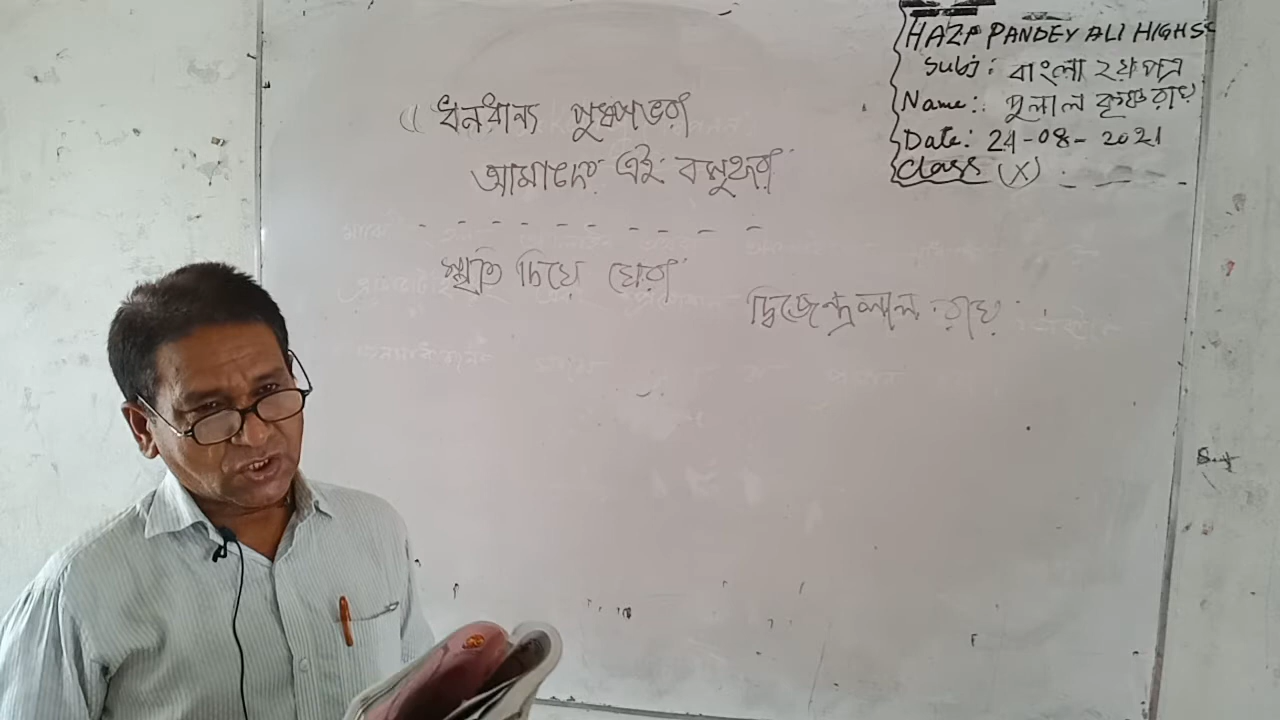 ধনধান্য পুষ্পভরা
আমাদের এই বসুন্ধরা
- - - - - - - - -
স্মৃতি দিয়ে ঘেরা
দ্বিজেন্দ্রলাল রায়
HAZI PANDEY ALI HIGH SC
Subj: বাংলা ২য় পত্র
Name: দুলাল কৃষ্ণ রায়
Date: 24-08-2021
Class (X)